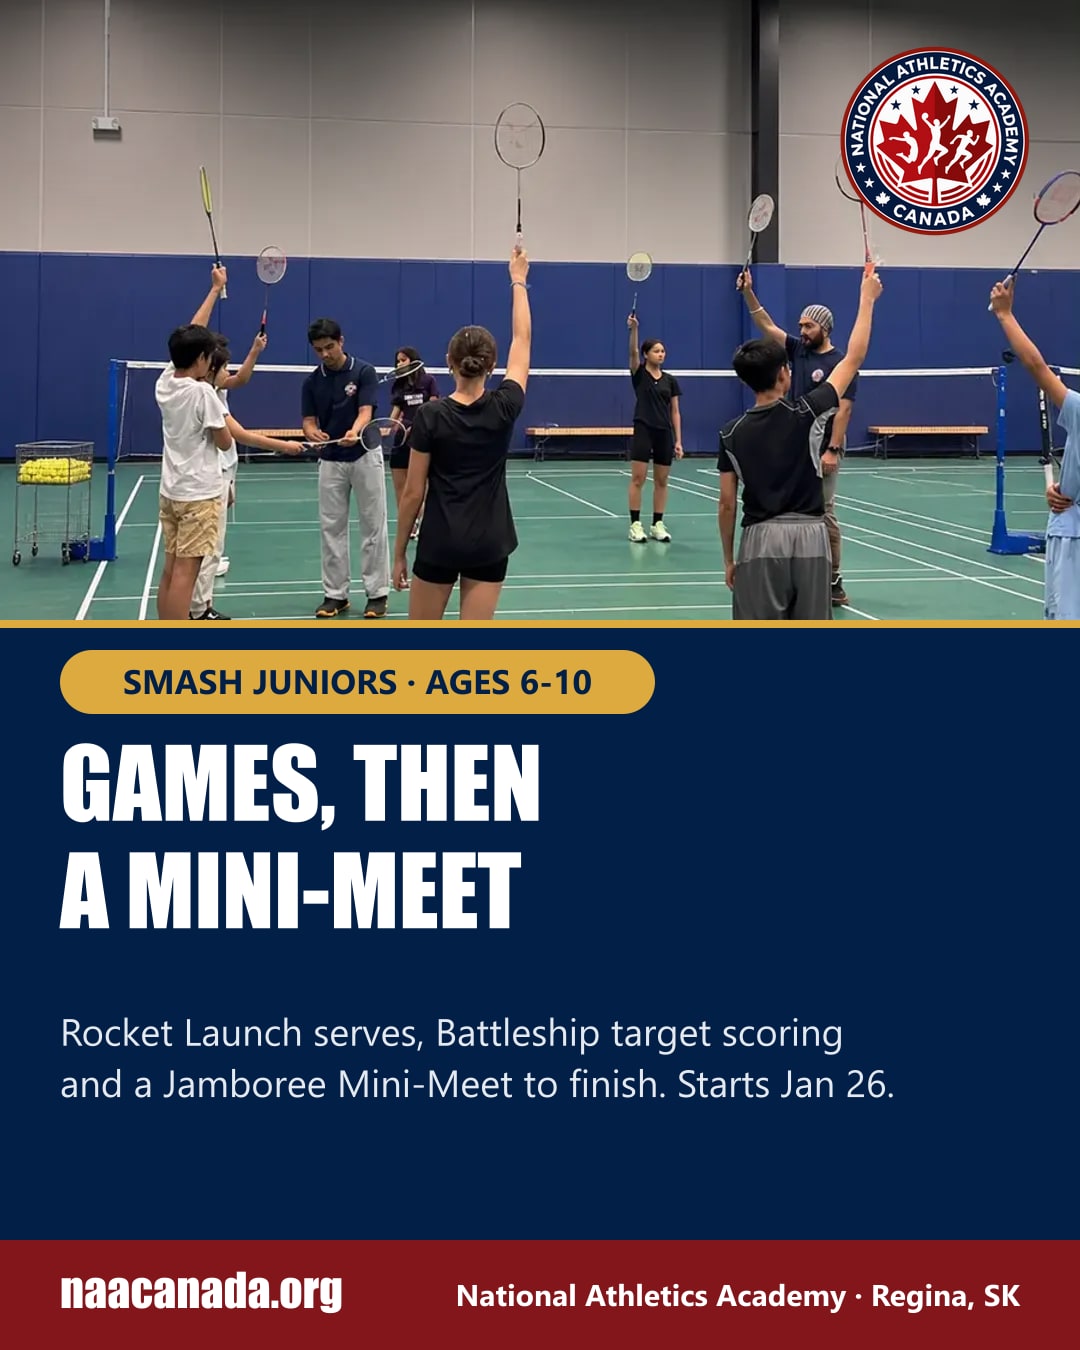 NATIONAL ATHLETICS ACADEMY
CANADA
SMASH JUNIORS · AGES 6-10
GAMES, THEN
A MINI-MEET
Rocket Launch serves, Battleship target scoring
and a Jamboree Mini-Meet to finish. Starts Jan 26.
naacanada.org
National Athletics Academy · Regina, SK